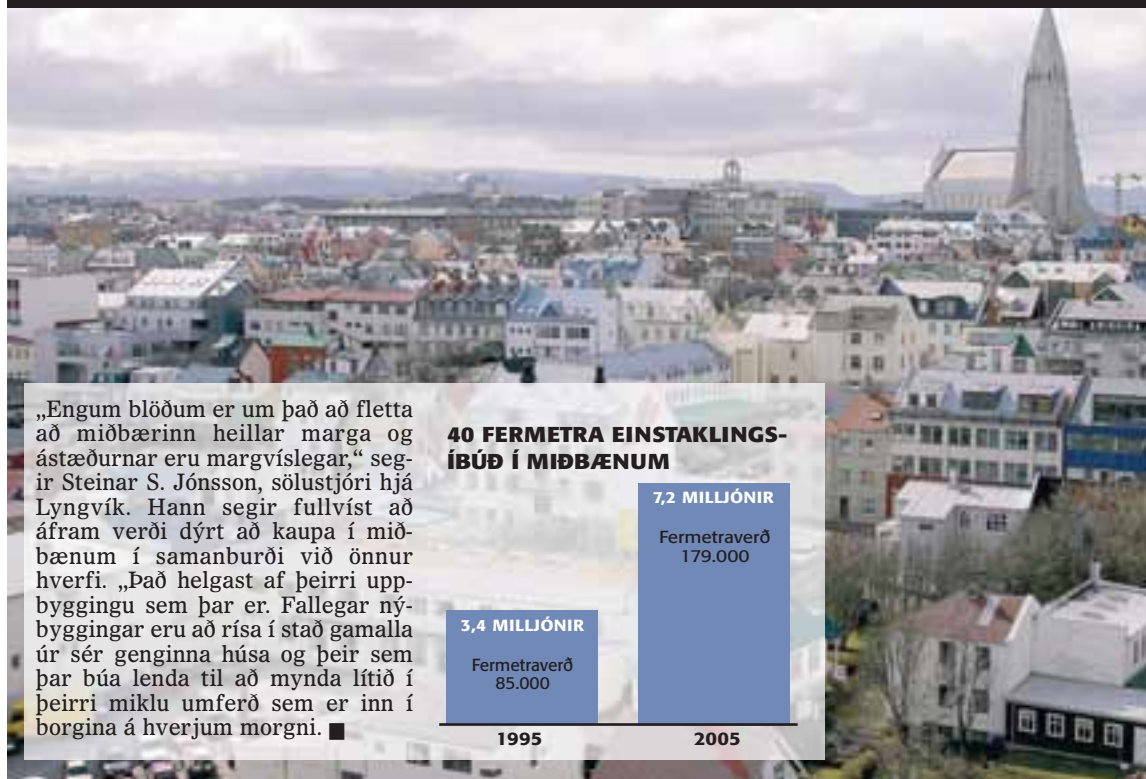 „Engum blöðum er um það að fletta
að miðbærinn heillar marga og
ástæðurnar eru margvíslegar,“ seg-
ir Steinar S. Jónsson, sölustjóri hjá
Lyngvík. Hann segir fullvíst að
áfram verði dýrt að kaupa í mið-
bænum í samanburði við önnur
hverfi. „Það helgast af þeirri upp-
byggingu sem þar er. Fallegar ný-
byggingar eru að rísa í stað gamalla
úr sér genginna húsa og þeir sem
þar búa lenda til að mynda lítið í
þeirri miklu umferð sem er inn í
borgina á hverjum morgni.
40 FERMETRA EINSTAKLINGS-
ÍBÚÐ Í MIÐBÆNUM
3,4 MILLJÓNIR
Fermetraverð
85.000
1995
7,2 MILLJÓNIR
Fermetraverð
179.000
2005